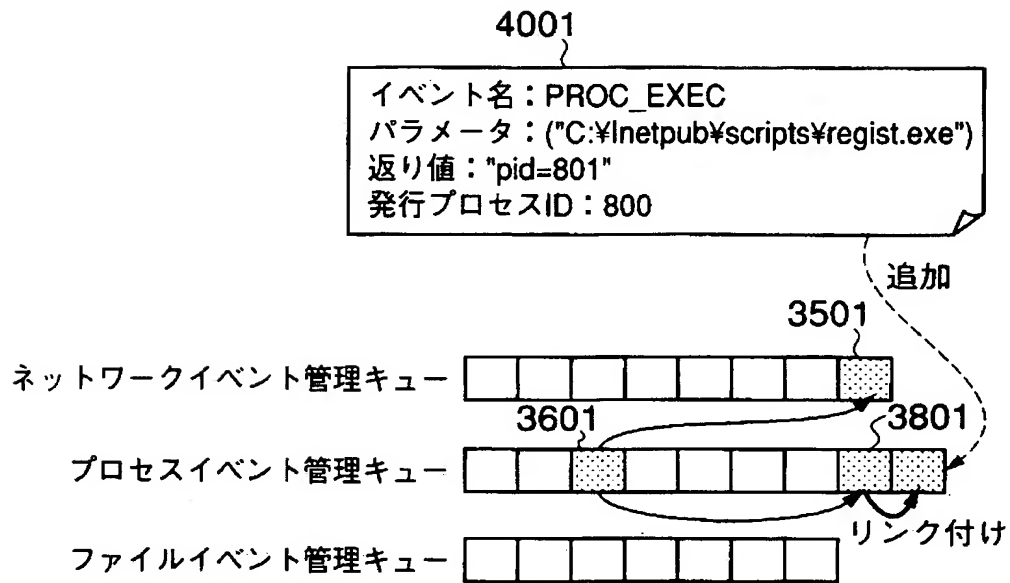 4001
イベント名：PROC_EXEC
パラメータ：("C:¥Inetpub¥scripts¥regist.exe")
返り値："pid=801"
発行プロセスID：800
追加
3501
ネットワークイベント管理キュー
3601
3801
プロセスイベント管理キュー
リンク付け
ファイルイベント管理キュー